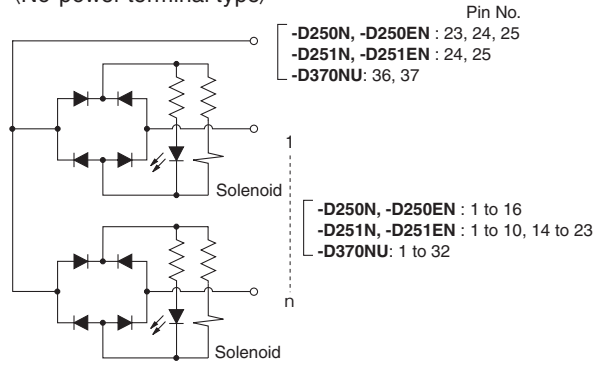 (No-power terminal type)
Pin No.
-D250N, -D250EN : 23, 24, 25
-D251N, -D251EN : 24, 25
-D370NU: 36, 37
1
Solenoid
-D250N, -D250EN : 1 to 16
-D251N, -D251EN : 1 to 10, 14 to 23
-D370NU: 1 to 32
n
Solenoid